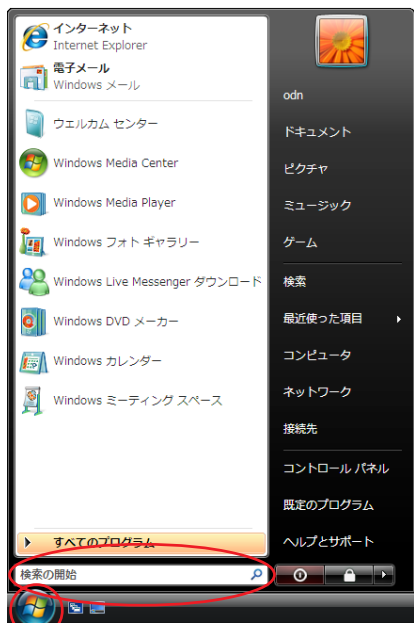 インターネット
Internet Explorer
電子メール
Windows メール
ウェルカム センター
Windows Media Center
Windows Media Player
Windows フォト ギャラリー
Windows Live Messenger ダウンロード
Windows DVD メーカー
Windows カレンダー
Windows ミーティング スペース
すべてのプログラム
検索の開始
odn
ドキュメント
ピクチャ
ミュージック
ゲーム
検索
最近使った項目
コンピュータ
ネットワーク
接続先
コントロール パネル
既定のプログラム
ヘルプとサポート